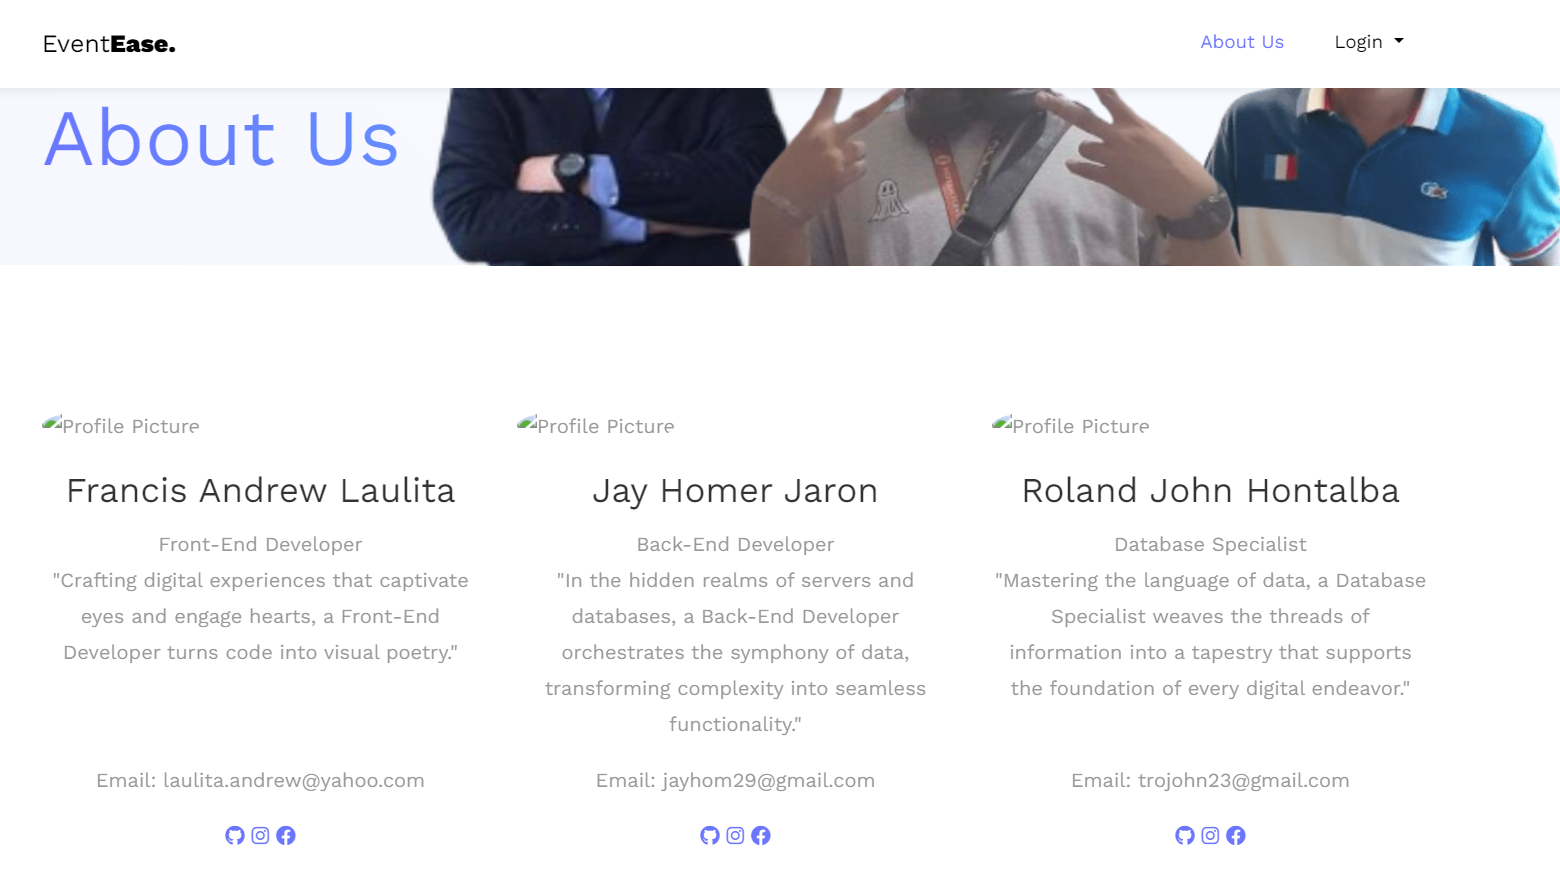 EventEase.
About Us
Login
About Us
Profile Picture
Profile Picture
Profile Picture
Francis Andrew Laulita
Jay Homer Jaron
Roland John Hontalba
Front-End Developer
"Crafting digital experiences that captivate
eyes and engage hearts, a Front-End
Developer turns code into visual poetry."
Email: laulita.andrew@yahoo.com
Back-End Developer
"In the hidden realms of servers and
databases, a Back-End Developer
orchestrates the symphony of data,
transforming complexity into seamless
functionality."
Email: jayhom29@gmail.com
Database Specialist
"Mastering the language of data, a Database
Specialist weaves the threads of
information into a tapestry that supports
the foundation of every digital endeavor."
Email: trojohn23@gmail.com